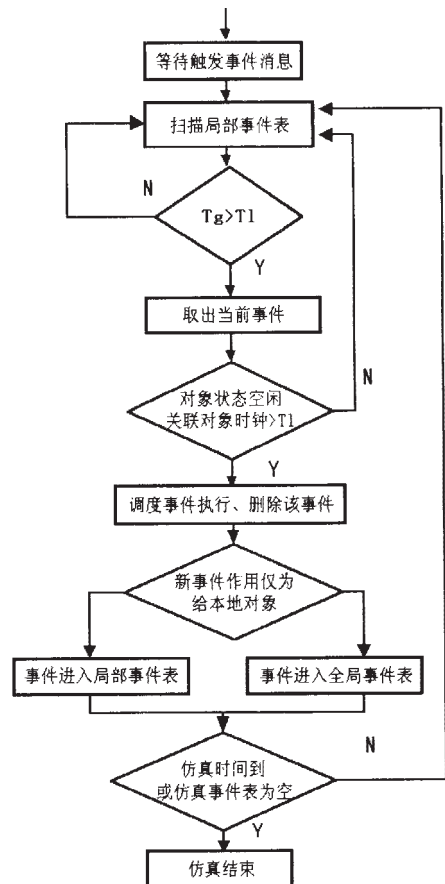 等待触发事件消息
扫描局部事件表
N
Tg>Tl
Y
取出当前事件
N
对象状态空闲
关联对象时钟>Tl
Y
调度事件执行、删除该事件
新事件作用仅为
给本地对象
事件进入局部事件表
事件进入全局事件表
N
仿真时间到
或仿真事件表为空
Y
仿真结束